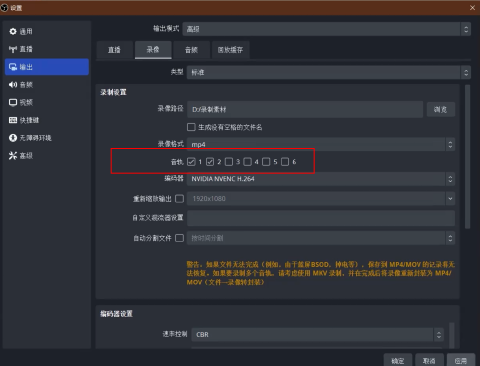 设置
通用
直播
输出
音频
视频
快捷键
无障碍环境
高级
输出模式 高级
直播 录像 音频 回放缓存
类型 标准
录像设置
录像路径 D:/录制素材 浏览
生成没有空格的文件名
录像格式 mp4
音轨 1 2 3 4 5 6
编码器 NVIDIA NVENC H.264
重新缩放输出 1920x1080
自定义混流器设置
自动分割文件 按时间分割
警告：如果文件无法完成（例如，由于蓝屏BSOD，掉电等），保存到 MP4/MOV 的记录将无
法恢复。如果要录制多个音轨，请考虑使用 MKV 录制，并在完成后将录像重新封装为 MP4/
MOV（文件→录像转封装）
编码器设置
速率控制 CBR
确定 取消 应用